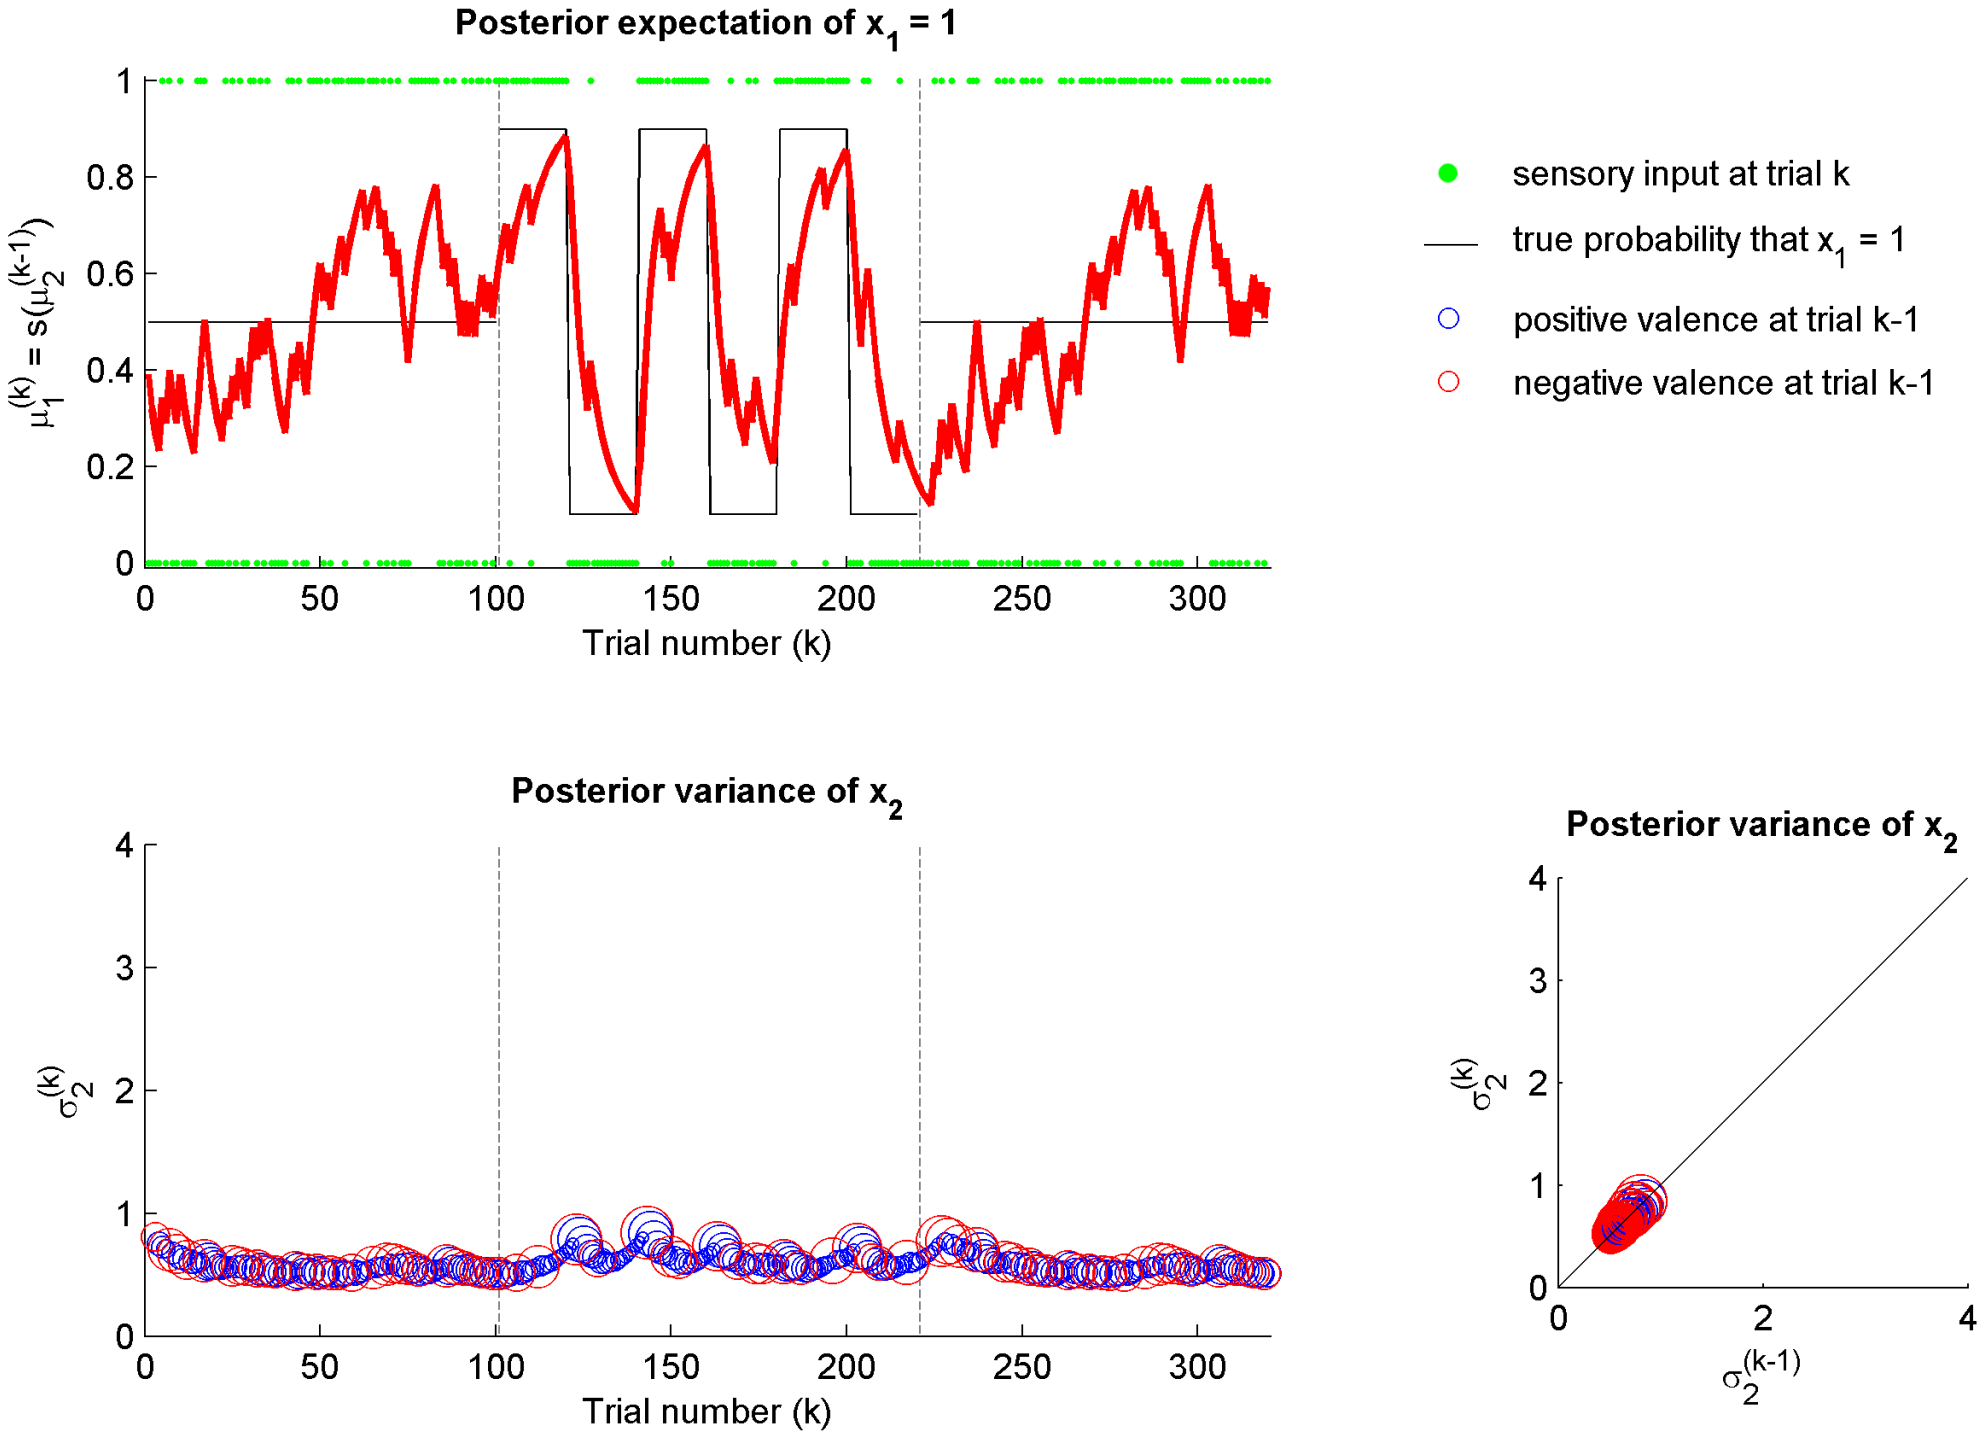 Posterior expectation of x₁ = 1
1
0.8
0.6
0.4
0.2
0
μ₁⁽ᵏ⁾ = s(μ₂⁽ᵏ⁻¹⁾)
0 50 100 150 200 250 300
Trial number (k)
sensory input at trial k
true probability that x₁ = 1
positive valence at trial k-1
negative valence at trial k-1
Posterior variance of x₂
4
3
2
1
0
σ₂⁽ᵏ⁾
0 50 100 150 200 250 300
Trial number (k)
Posterior variance of x₂
4
3
2
1
0
σ₂⁽ᵏ⁾
0 2 4
σ₂⁽ᵏ⁻¹⁾